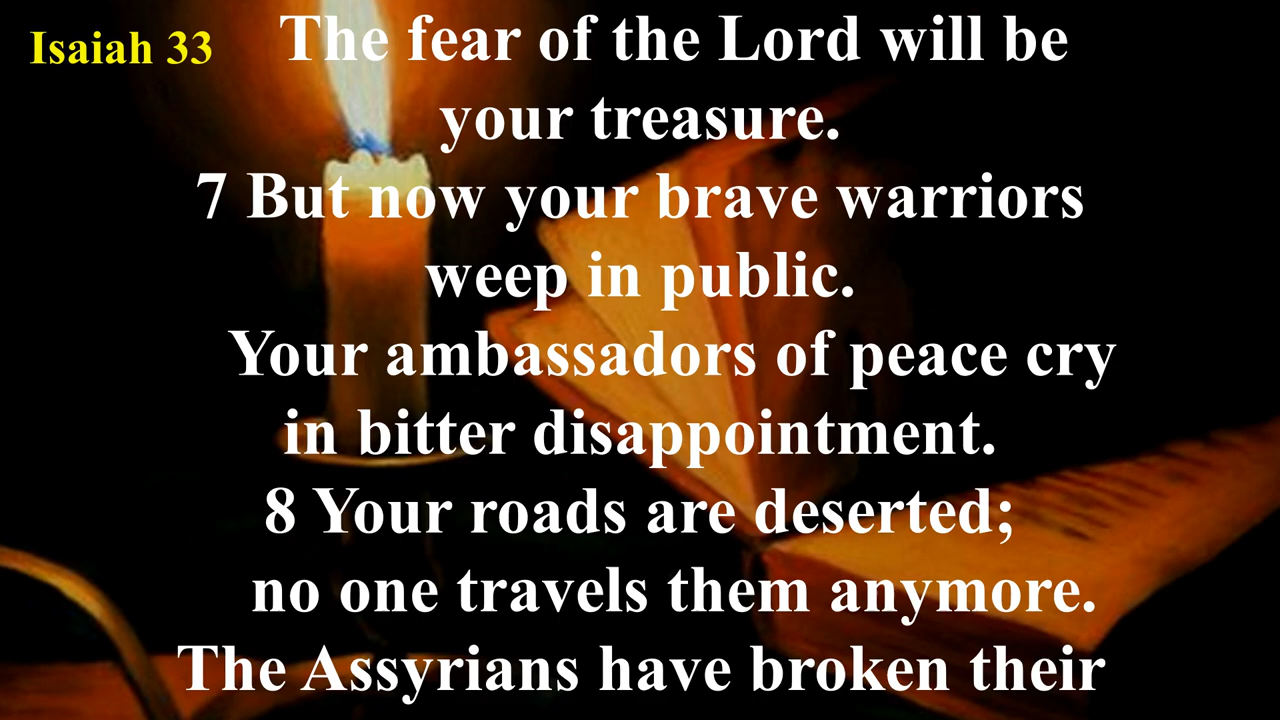 Isaiah 33
The fear of the Lord will be
your treasure.
7 But now your brave warriors
weep in public.
Your ambassadors of peace cry
in bitter disappointment.
8 Your roads are deserted;
no one travels them anymore.
The Assyrians have broken their